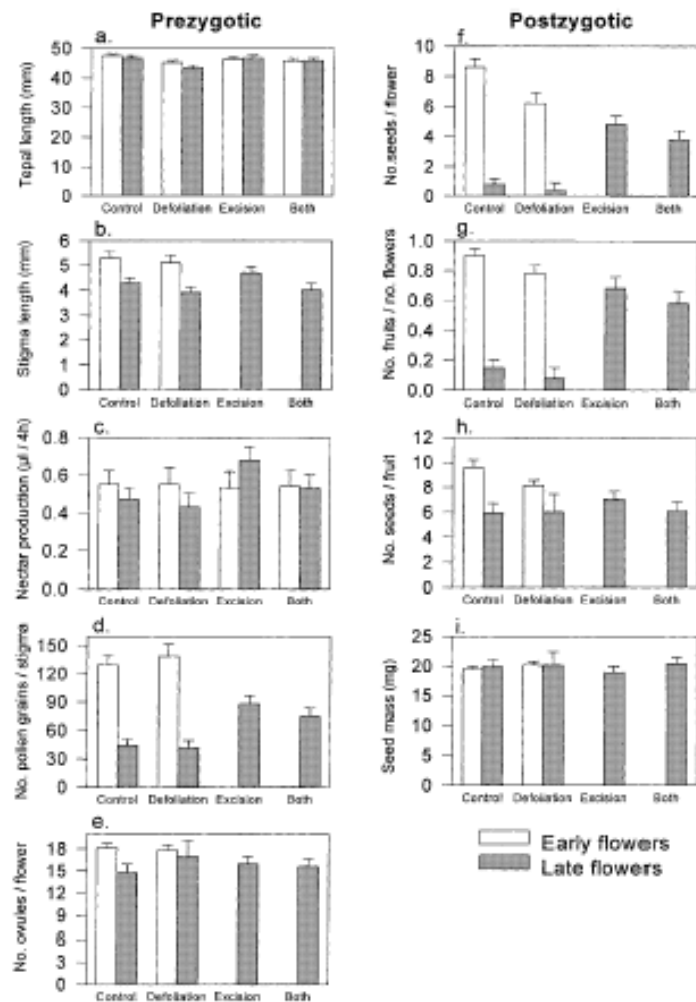 Prezygotic
a.
Tepal length (mm)
50
40
30
20
10
0
Control Defoliation Excision Both
b.
Stigma length (mm)
6
5
4
3
2
1
0
Control Defoliation Excision Both
c.
Nectar production (µl / 4h)
0.8
0.6
0.4
0.2
0.0
Control Defoliation Excision Both
d.
No. pollen grains / stigma
150
120
90
60
30
0
Control Defoliation Excision Both
e.
No. ovules / flower
18
15
12
9
6
3
0
Control Defoliation Excision Both
Postzygotic
f.
No.seeds / flower
10
8
6
4
2
0
Control Defoliation Excision Both
g.
No. fruits / no. flowers
1.0
0.8
0.6
0.4
0.2
0.0
Control Defoliation Excision Both
h.
No. seeds / fruit
12
10
8
6
4
2
0
Control Defoliation Excision Both
i.
Seed mass (mg)
25
20
15
10
5
0
Control Defoliation Excision Both
Early flowers
Late flowers